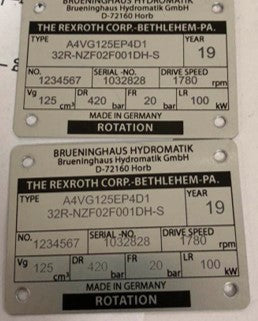 BRUENINGHAUS HYDROMATIK
Brueninghaus Hydromatik GmbH
D-72160 Horb
THE REXROTH CORP.-BETHLEHEM-PA.
TYPE A4VG125EP4D1 YEAR
32R-NZF02F001DH-S 19
NO. SERIAL -NO. DRIVE SPEED
1234567 1032828 1780 rpm
Vg DR FR LR
125 cm³ 420 bar 20 bar 100 kW
MADE IN GERMANY
ROTATION
BRUENINGHAUS HYDROMATIK
Brueninghaus Hydromatik GmbH
D-72160 Horb
THE REXROTH CORP.-BETHLEHEM-PA.
TYPE A4VG125EP4D1 YEAR
32R-NZF02F001DH-S 19
NO. SERIAL -NO. DRIVE SPEED
1234567 1032828 1780 rpm
Vg DR FR LR
125 cm³ 420 bar 20 bar 100 kW
MADE IN GERMANY
ROTATION